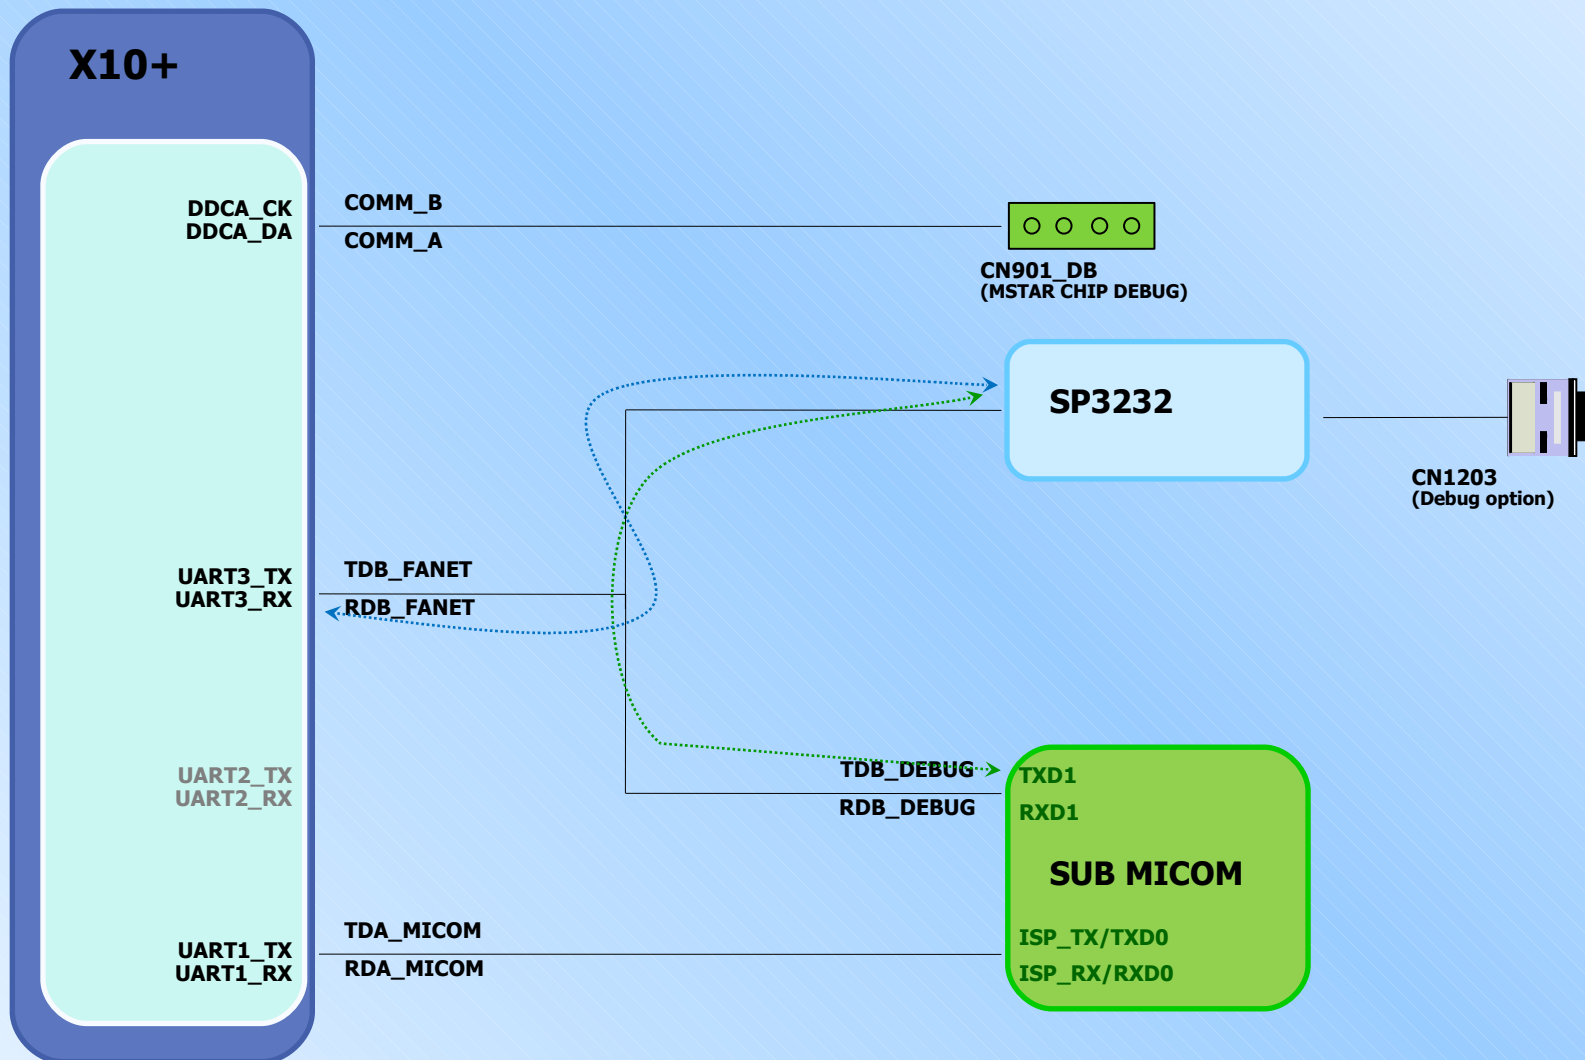 X10+
DDCA_CK
DDCA_DA
COMM_B
COMM_A
CN901_DB
(MSTAR CHIP DEBUG)
SP3232
CN1203
(Debug option)
UART3_TX
UART3_RX
TDB_FANET
RDB_FANET
UART2_TX
UART2_RX
TDB_DEBUG
RDB_DEBUG
TXD1
RXD1
SUB MICOM
UART1_TX
UART1_RX
TDA_MICOM
RDA_MICOM
ISP_TX/TXD0
ISP_RX/RXD0